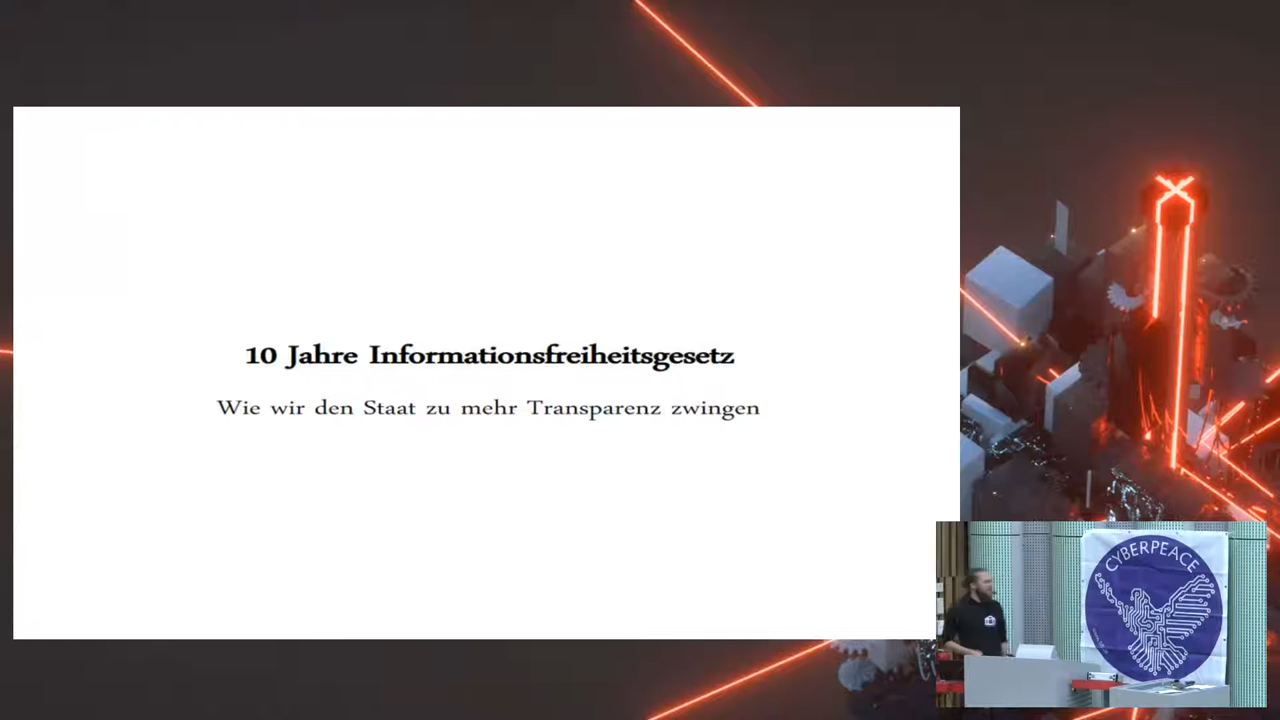 10 Jahre Informationsfreiheitsgesetz
Wie wir den Staat zu mehr Transparenz zwingen
CYBERPEACE